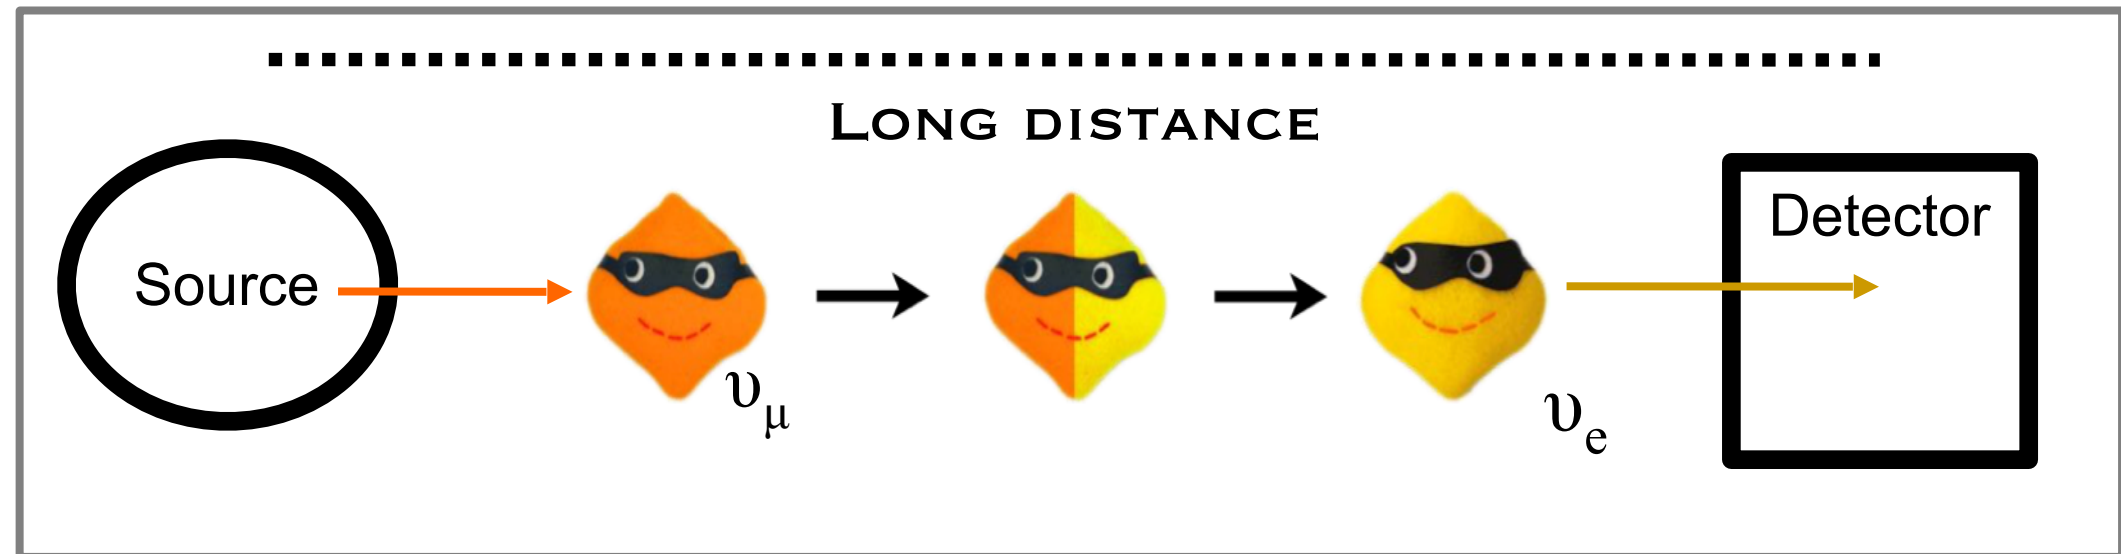 LONG DISTANCE
Source
Detector
υμ
υe